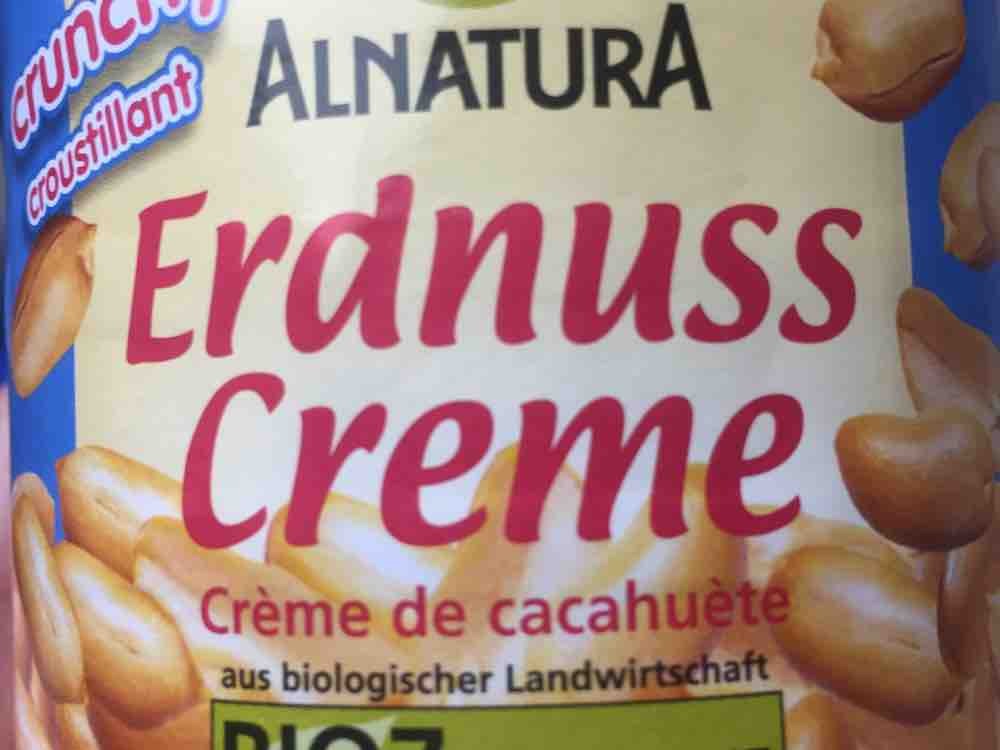 crunchy
croustillant
ALNATURA
Erdnuss
Creme
Crème de cacahuète
aus biologischer Landwirtschaft